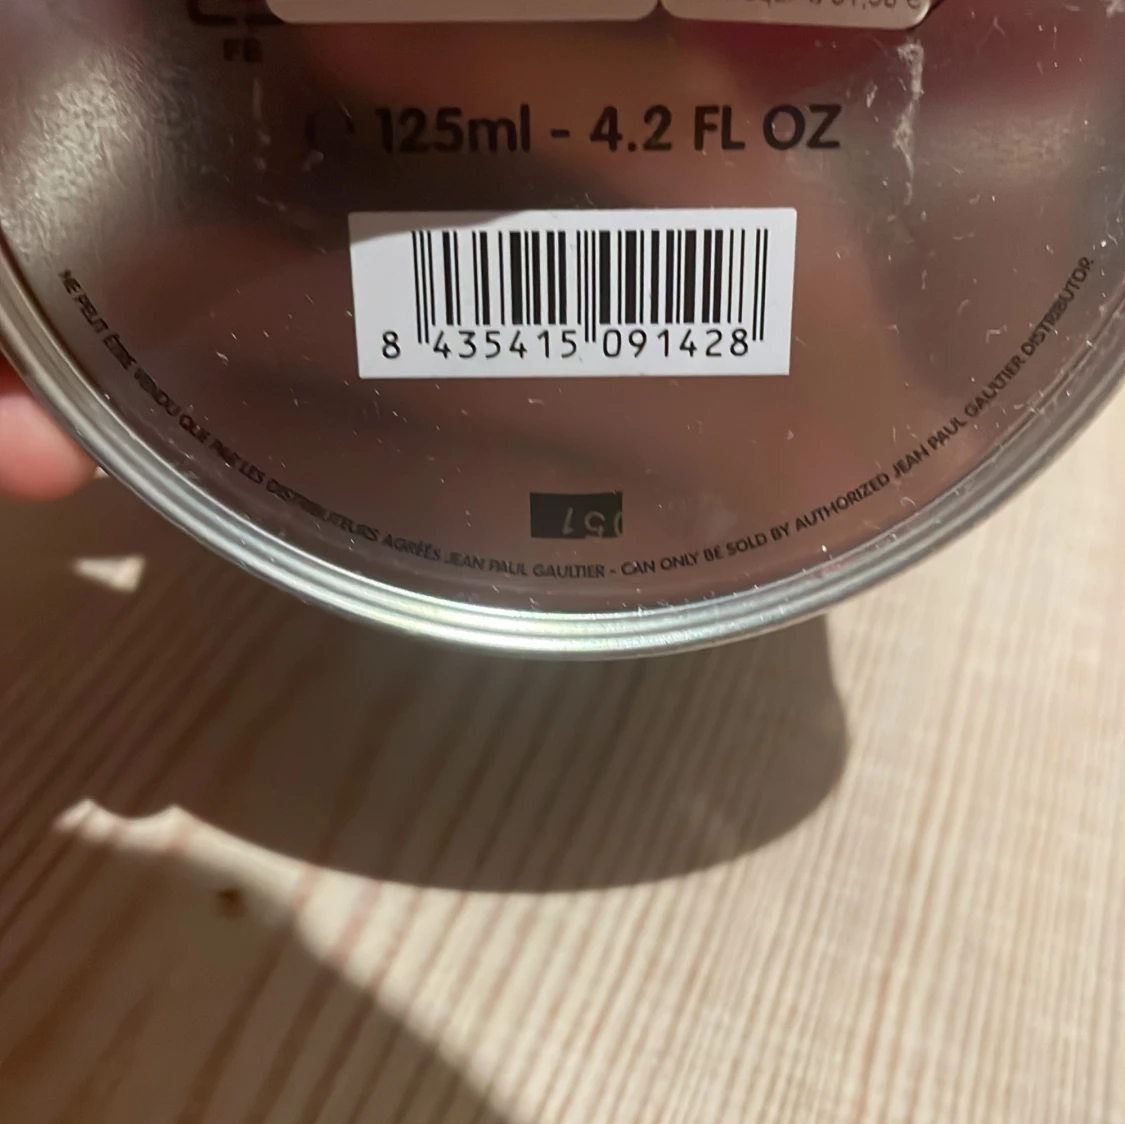 FR
125ml - 4.2 FL OZ
8 435415 091428
NE PEUT ÊTRE VENDU QUE PAR LES DISTRIBUTEURS AGRÉÉS JEAN PAUL GAULTIER - CAN ONLY BE SOLD BY AUTHORIZED JEAN PAUL GAULTIER DISTRIBUTOR